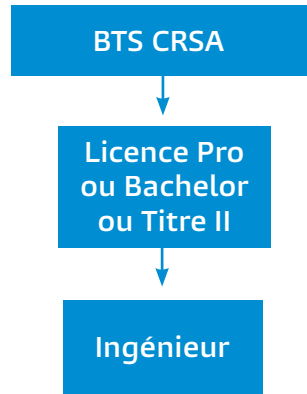 BTS CRSA
Licence Pro
ou Bachelor
ou Titre II
Ingénieur